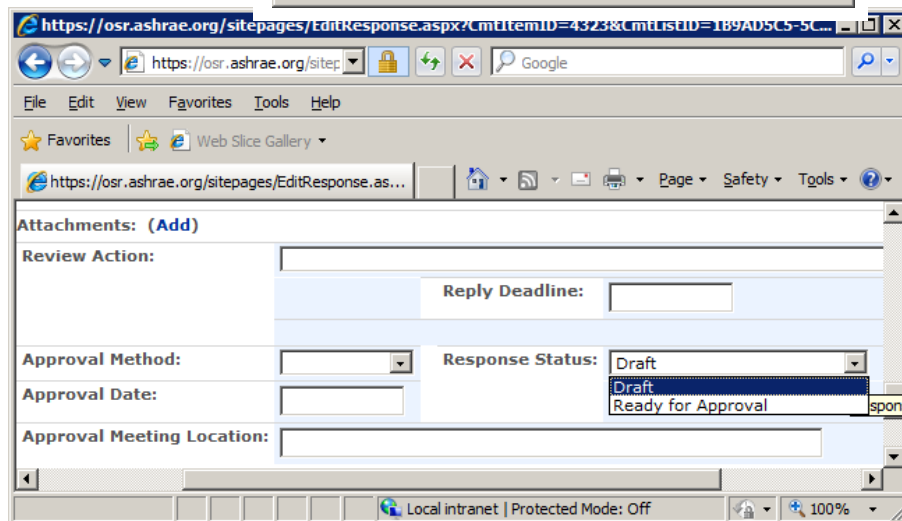 https://osr.ashrae.org/sitepages/EditResponse.aspx?CmtItemID=4323&CmtListID=1B9AD5C5-5C...
https://osr.ashrae.org/sitep
Google
File Edit View Favorites Tools Help
Favorites Web Slice Gallery
https://osr.ashrae.org/sitepages/EditResponse.as...
Page Safety Tools
Attachments: (Add)
Review Action:
Reply Deadline:
Approval Method: Response Status: Draft
Draft
Approval Date:
Ready for Approval spon
Approval Meeting Location:
Local intranet | Protected Mode: Off 100%